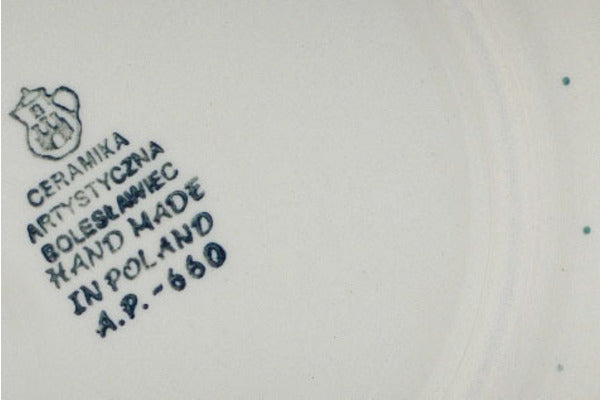 CERAMIKA
ARTYSTYCZNA
BOLESŁAWIEC
HAND MADE
IN POLAND
A.P.-660